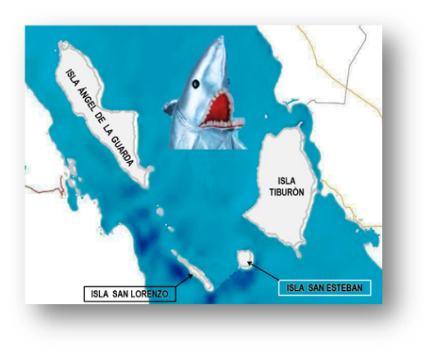 ISLA ÁNGEL DE LA GUARDA
ISLA
TIBURÓN
ISLA SAN LORENZO
ISLA SAN ESTEBAN